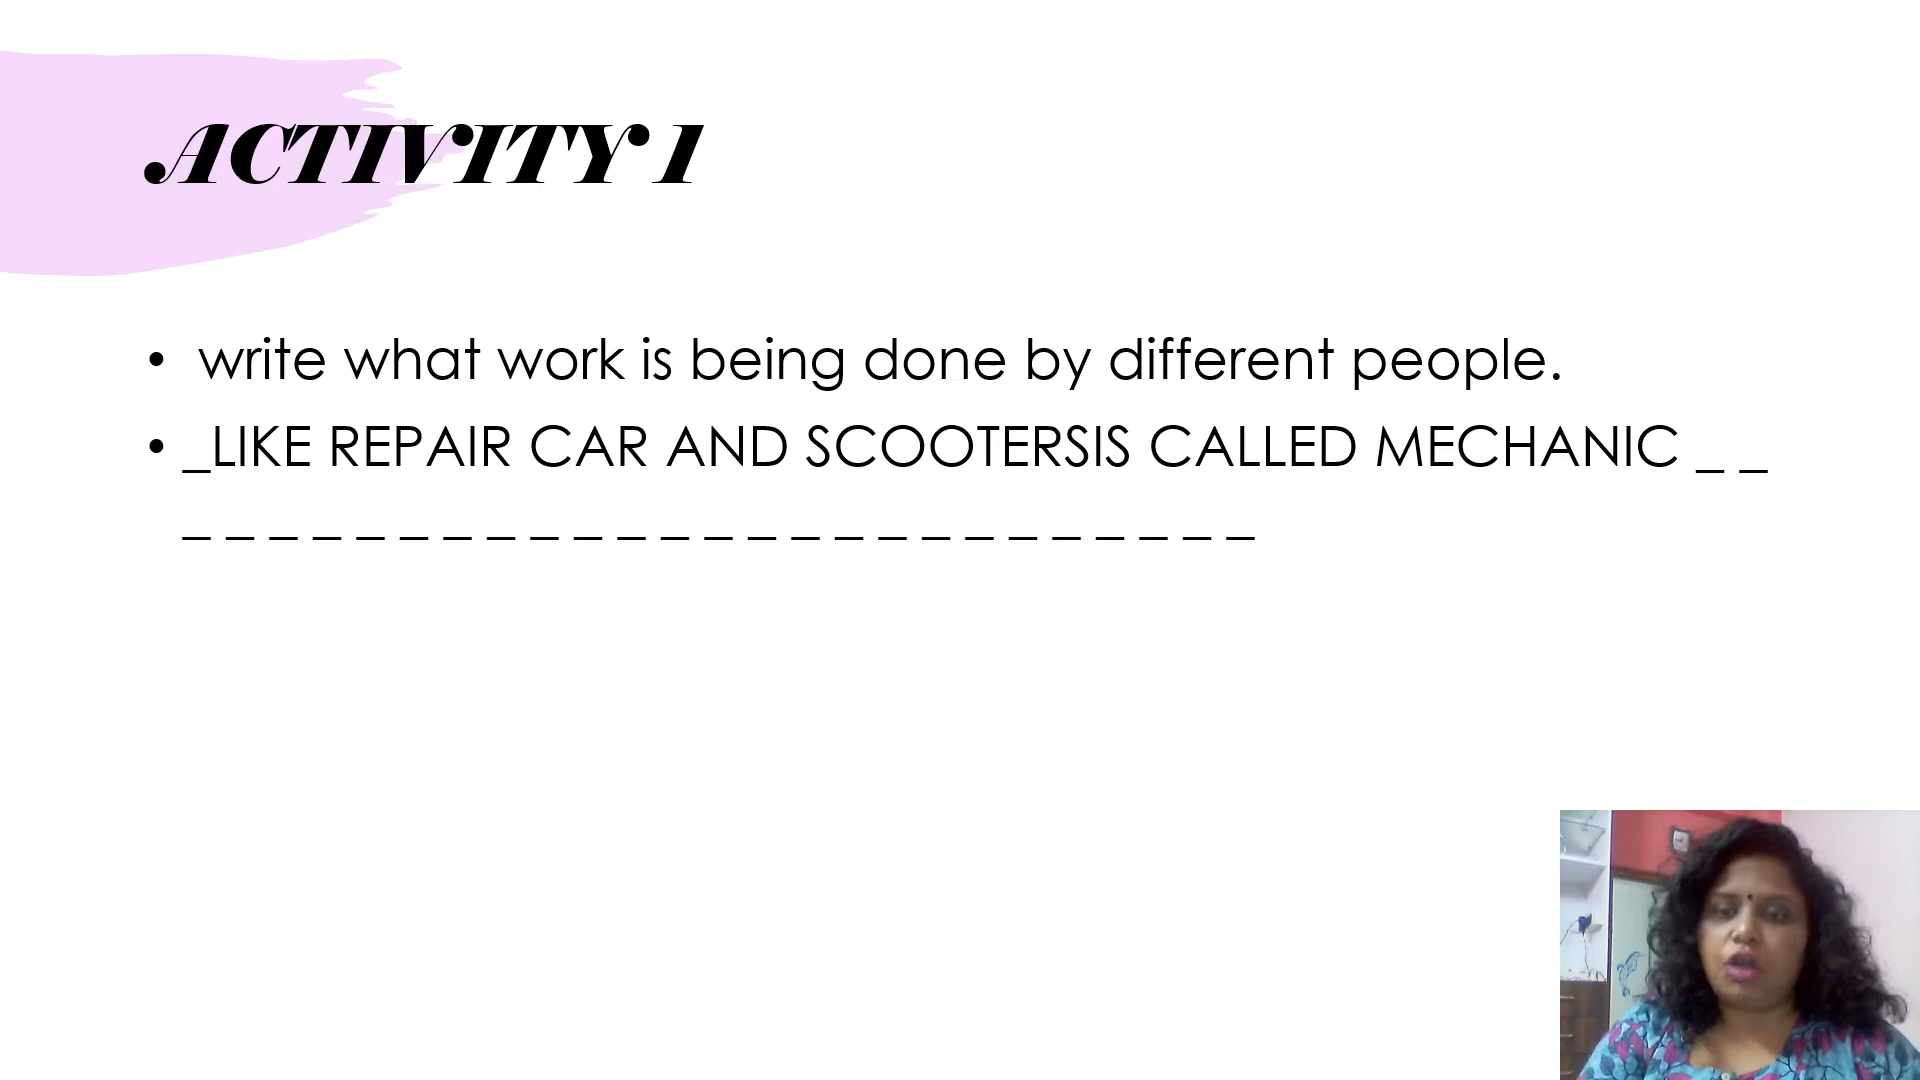 ACTIVITY 1
• write what work is being done by different people.
• _LIKE REPAIR CAR AND SCOOTERSIS CALLED MECHANIC _ _
_ _ _ _ _ _ _ _ _ _ _ _ _ _ _ _ _ _ _ _ _ _ _ _ _